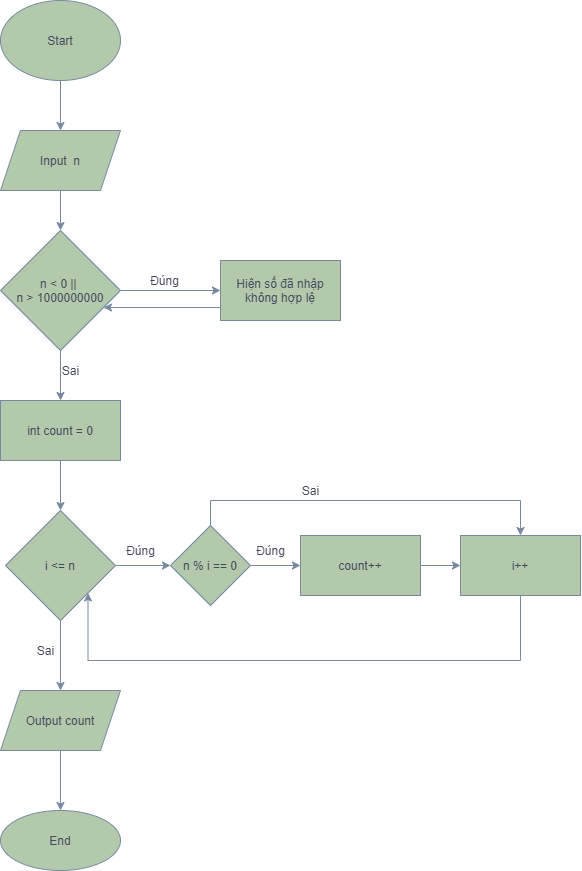 Start
Input  n
n < 0 ||
n > 1000000000
Đúng
Hiện số đã nhập
không hợp lệ
Sai
int count = 0
Sai
i <= n
Đúng
n % i == 0
Đúng
count++
i++
Sai
Output count
End